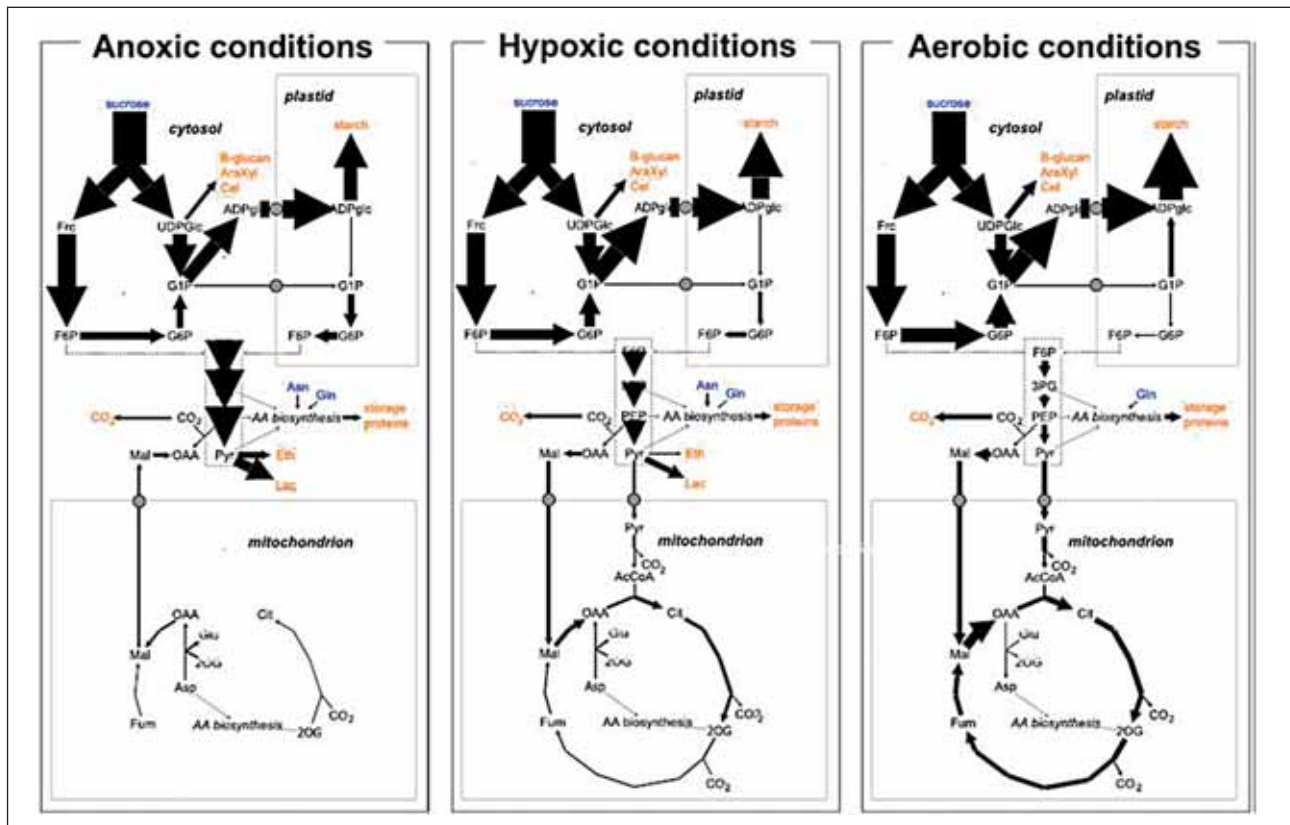 Anoxic conditions
sucrose
cytosol
plastid
starch
B-glucan
AraXyl
Cel
ADPgl
ADPglc
Frc
UDPGlc
G1P
G1P
F6P
G6P
F6P
G6P
Asn
Gln
CO2
CO2
AA biosynthesis
storage
proteins
Mal
OAA
Pyr
Eth
Lac
mitochondrion
OAA
Cit
Glu
2OG
Mal
Asp
Fum
AA biosynthesis
2OG
CO2
Hypoxic conditions
sucrose
cytosol
plastid
starch
B-glucan
AraXyl
Cel
ADPglc
ADPglc
Frc
UDPGlc
G1P
G1P
F6P
G6P
F6P
G6P
Asn
Gln
CO2
CO2
PEP
AA biosynthesis
storage
proteins
Mal
OAA
Pyr
Eth
Lac
Pyr
mitochondrion
CO2
AcCoA
OAA
Cit
Glu
2OG
Mal
Asp
Fum
AA biosynthesis
2OG
CO2
CO2
Aerobic conditions
sucrose
cytosol
plastid
starch
B-glucan
AraXyl
Cel
ADPglc
ADPglc
Frc
UDPGlc
G1P
G1P
F6P
G6P
F6P
G6P
F6P
3PG
Gln
CO2
CO2
PEP
AA biosynthesis
storage
proteins
Mal
OAA
Pyr
Pyr
mitochondrion
CO2
AcCoA
OAA
Cit
Glu
2OG
Mal
Asp
Fum
AA biosynthesis
2OG
CO2
CO2